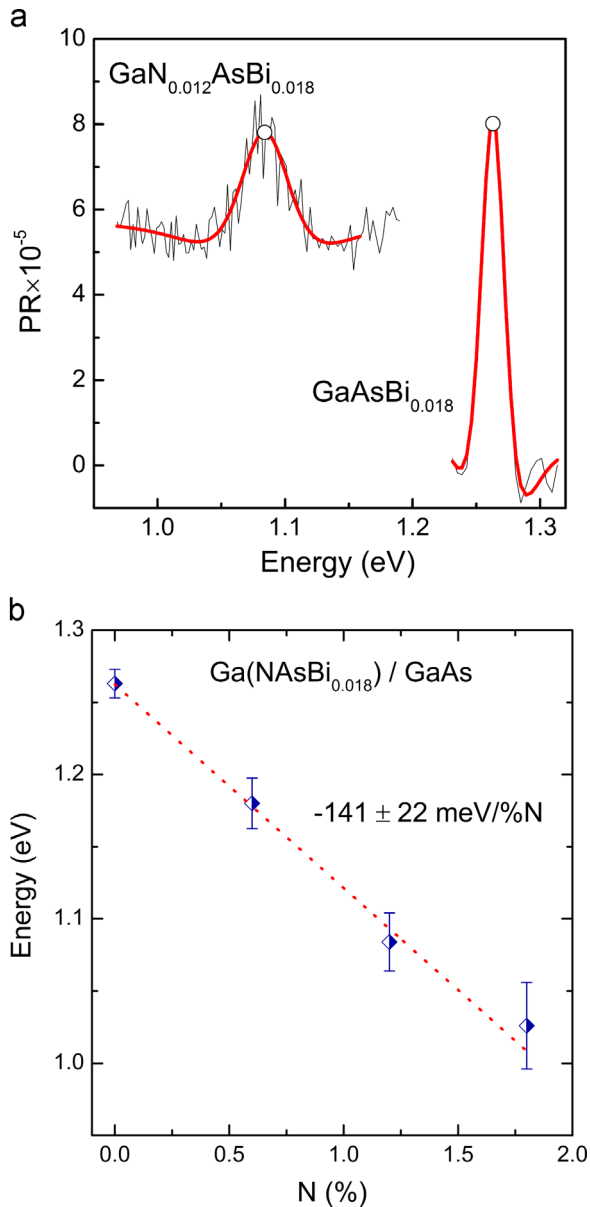 a
10
GaN0.012AsBi0.018
8
6
4
2
0
PR×10-5
GaAsBi0.018
1.0 1.1 1.2 1.3
Energy (eV)
b
1.3
Ga(NAsBi0.018) / GaAs
1.2
-141 ± 22 meV/%N
1.1
1.0
Energy (eV)
0.0 0.5 1.0 1.5 2.0
N (%)